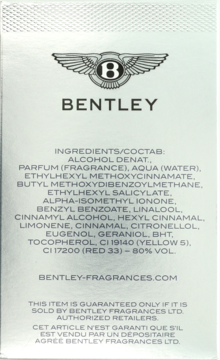 B
BENTLEY
INGREDIENTS/COCTAB:
ALCOHOL DENAT.,
PARFUM (FRAGRANCE), AQUA (WATER),
ETHYLHEXYL METHOXYCINNAMATE,
BUTYL METHOXYDIBENZOYLMETHANE,
ETHYLHEXYL SALICYLATE,
ALPHA-ISOMETHYL IONONE,
BENZYL BENZOATE, LINALOOL,
CINNAMYL ALCOHOL, HEXYL CINNAMAL,
LIMONENE, CINNAMAL, CITRONELLOL,
EUGENOL, GERANIOL, BHT,
TOCOPHEROL, CI 19140 (YELLOW 5),
CI 17200 (RED 33) – 80% VOL.
BENTLEY-FRAGRANCES.COM
THIS ITEM IS GUARANTEED ONLY IF IT IS
SOLD BY BENTLEY FRAGRANCES LTD.
AUTHORIZED RETAILERS.
CET ARTICLE N'EST GARANTI QUE S'IL
EST VENDU PAR UN DEPOSITAIRE
AGREE BENTLEY FRAGRANCES LTD.